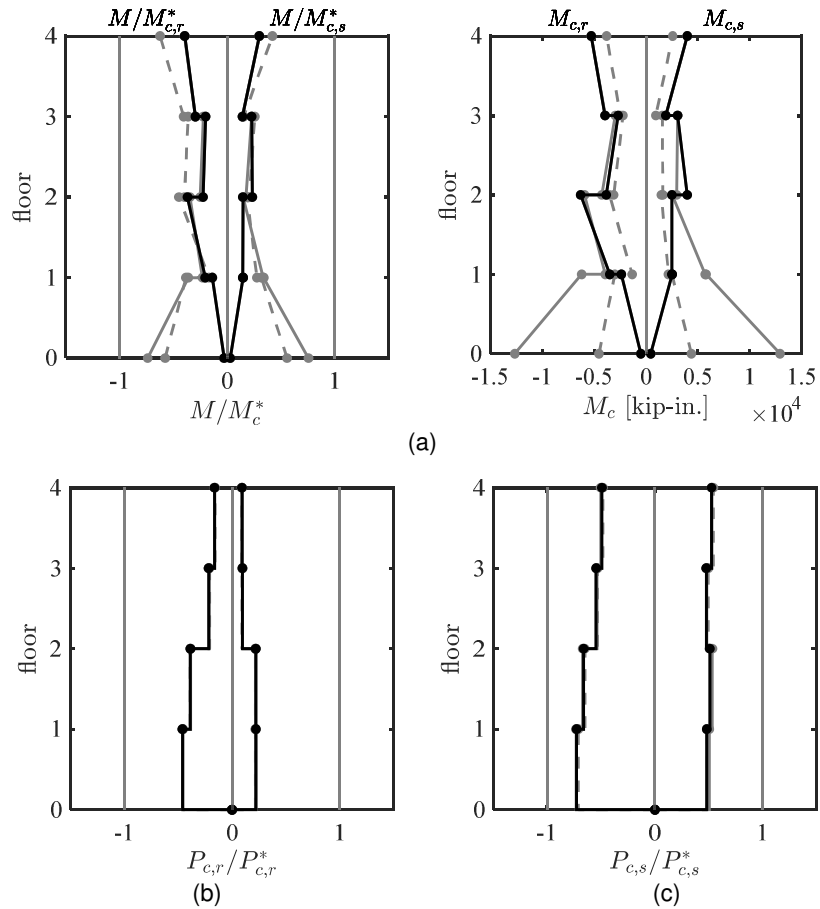 M/M*c,r M/M*c,s
4
3
2
1
0
floor
-1 0 1
M/M*c
Mc,r Mc,s
4
3
2
1
0
floor
-1.5 -1 -0.5 0 0.5 1 1.5
Mc [kip-in.] ×10^4
(a)
4
3
2
1
0
floor
-1 0 1
Pc,r/P*c,r
(b)
4
3
2
1
0
floor
-1 0 1
Pc,s/P*c,s
(c)